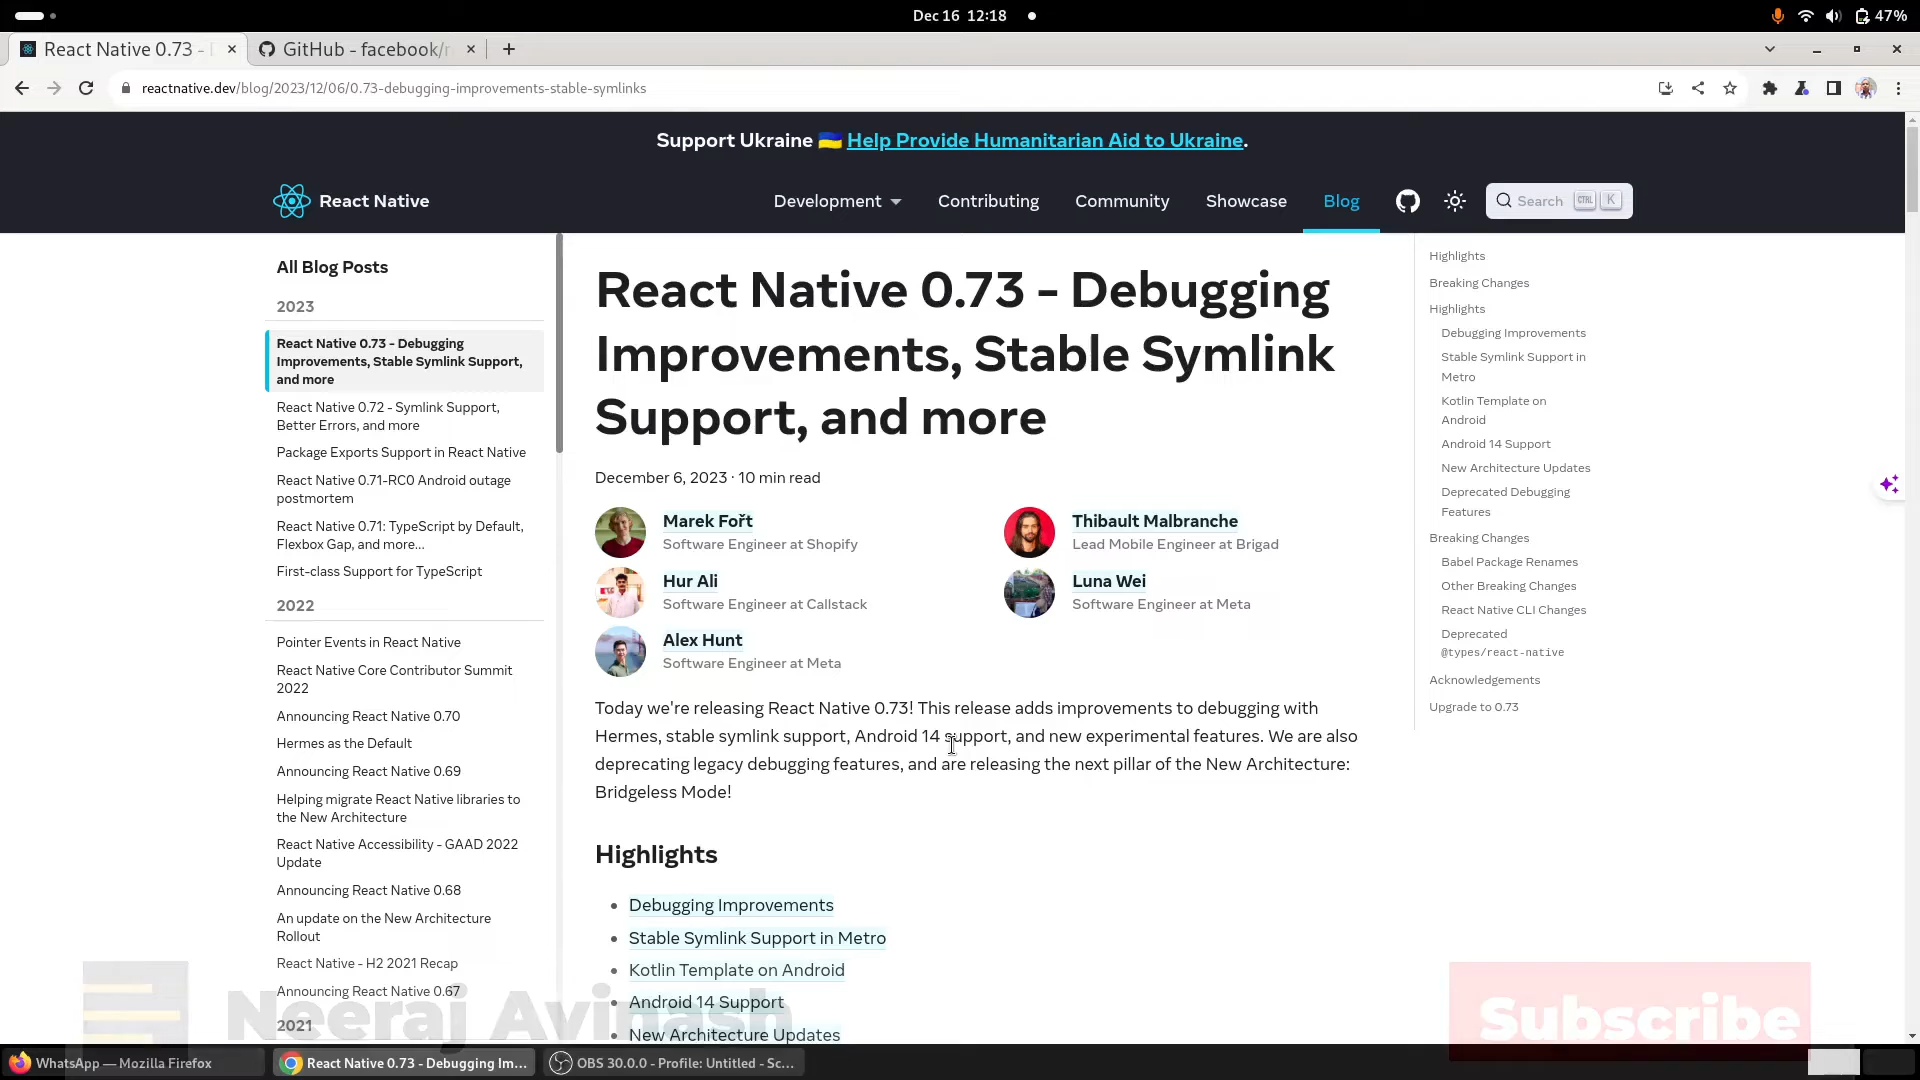 Dec 16 12:18
47%
React Native 0.73 -
GitHub - facebook/r
reactnative.dev/blog/2023/12/06/0.73-debugging-improvements-stable-symlinks
Support Ukraine 🇺🇦 Help Provide Humanitarian Aid to Ukraine.
React Native
Development
Contributing
Community
Showcase
Blog
Search CTRL K
All Blog Posts
2023
React Native 0.73 - Debugging
Improvements, Stable Symlink Support,
and more
React Native 0.72 - Symlink Support,
Better Errors, and more
Package Exports Support in React Native
React Native 0.71-RC0 Android outage
postmortem
React Native 0.71: TypeScript by Default,
Flexbox Gap, and more...
First-class Support for TypeScript
2022
Pointer Events in React Native
React Native Core Contributor Summit
2022
Announcing React Native 0.70
Hermes as the Default
Announcing React Native 0.69
Helping migrate React Native libraries to
the New Architecture
React Native Accessibility - GAAD 2022
Update
Announcing React Native 0.68
An update on the New Architecture
Rollout
React Native - H2 2021 Recap
Announcing React Native 0.67
2021
React Native 0.73 - Debugging
Improvements, Stable Symlink
Support, and more
December 6, 2023 · 10 min read
Marek Fořt
Software Engineer at Shopify
Thibault Malbranche
Lead Mobile Engineer at Brigad
Hur Ali
Software Engineer at Callstack
Luna Wei
Software Engineer at Meta
Alex Hunt
Software Engineer at Meta
Today we're releasing React Native 0.73! This release adds improvements to debugging with
Hermes, stable symlink support, Android 14 support, and new experimental features. We are also
deprecating legacy debugging features, and are releasing the next pillar of the New Architecture:
Bridgeless Mode!
Highlights
Debugging Improvements
Stable Symlink Support in Metro
Kotlin Template on Android
Android 14 Support
New Architecture Updates
Highlights
Breaking Changes
Highlights
Debugging Improvements
Stable Symlink Support in
Metro
Kotlin Template on
Android
Android 14 Support
New Architecture Updates
Deprecated Debugging
Features
Breaking Changes
Babel Package Renames
Other Breaking Changes
React Native CLI Changes
Deprecated
@types/react-native
Acknowledgements
Upgrade to 0.73
Neeraj Avinash
Subscribe
WhatsApp — Mozilla Firefox
React Native 0.73 - Debugging Im...
OBS 30.0.0 - Profile: Untitled - Sc...